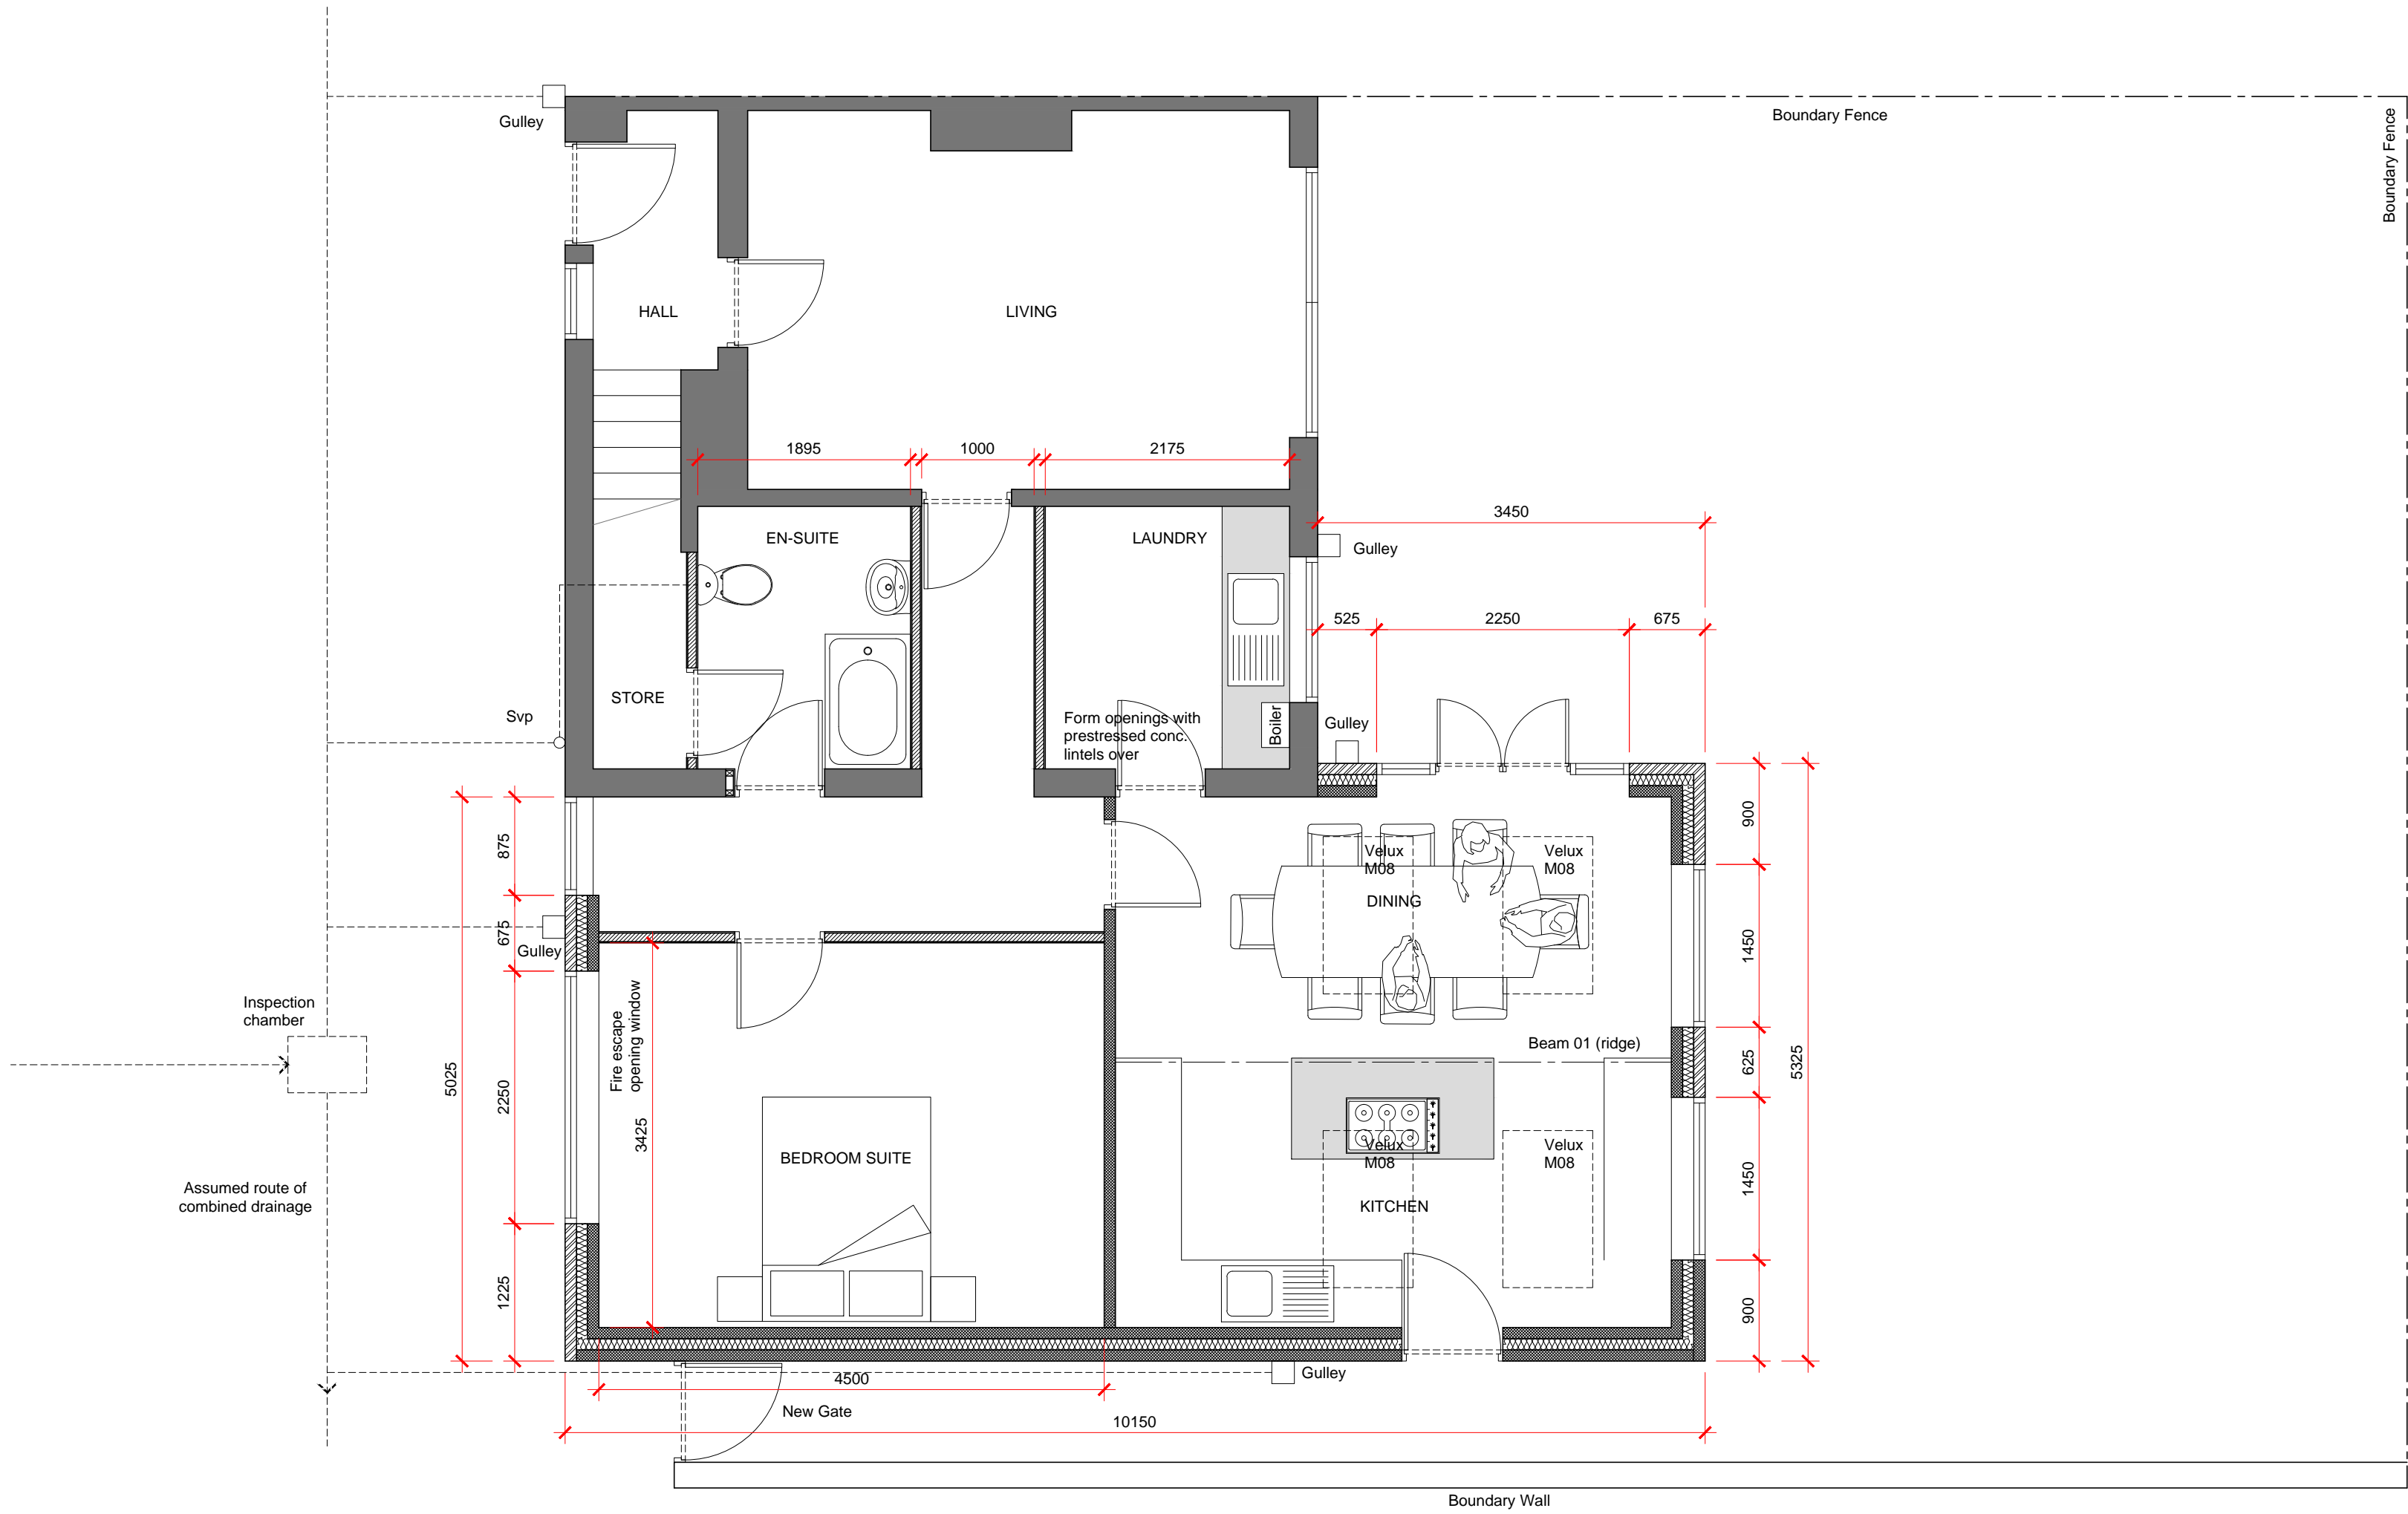 Boundary Fence
Boundary Fence
Gulley
HALL
LIVING
1895
1000
2175
3450
EN-SUITE
LAUNDRY
Gulley
525
2250
675
STORE
Svp
Form openings with
prestressed conc.
lintels over
Boiler
Gulley
875
675
Gulley
2250
1225
5025
900
1450
625
1450
900
5325
Velux
M08
Velux
M08
DINING
Inspection
chamber
Fire escape
opening window
3425
Beam 01 (ridge)
BEDROOM SUITE
Velux
M08
Velux
M08
KITCHEN
Assumed route of
combined drainage
4500
Gulley
New Gate
10150
Boundary Wall